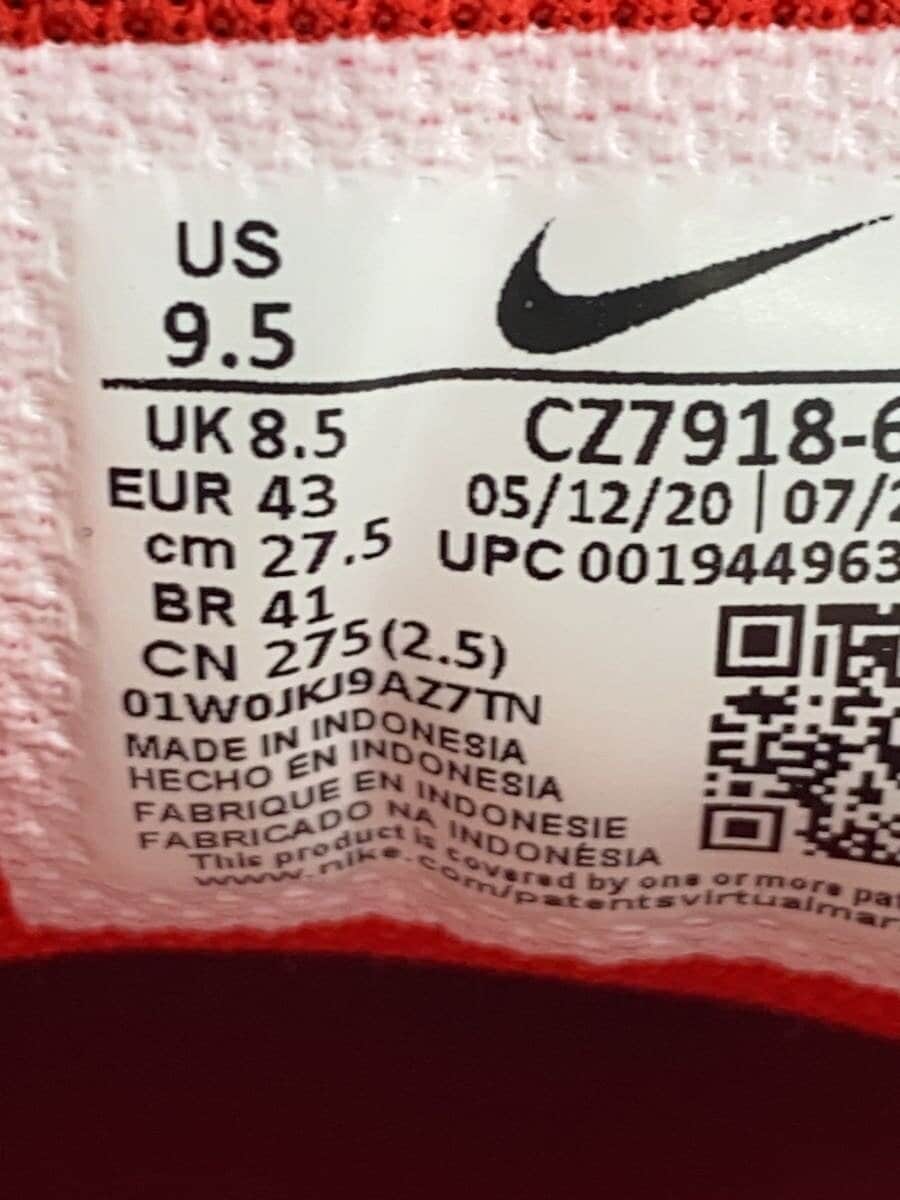 US
9.5
UK 8.5
EUR 43
cm 27.5
BR 41
CN 275 (2.5)
CZ7918-6
05/12/20 | 07/2
UPC 001944963
01W0JKJ9AZ7TN
MADE IN INDONESIA
HECHO EN INDONESIA
FABRIQUE EN INDONESIE
FABRICADO NA INDONÉSIA
This product is covered by one or more pat
www.nike.com/patentsvirtualmar